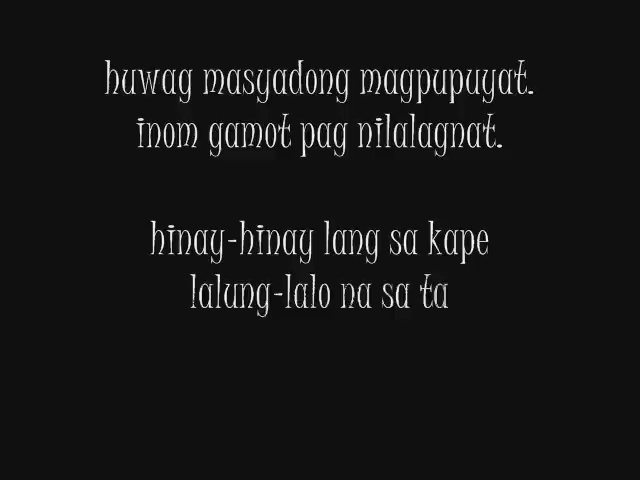 huwag masyadong magpupuyat.
inom gamot pag nilalagnat.
hinay-hinay lang sa kape
lalung-lalo na sa ta